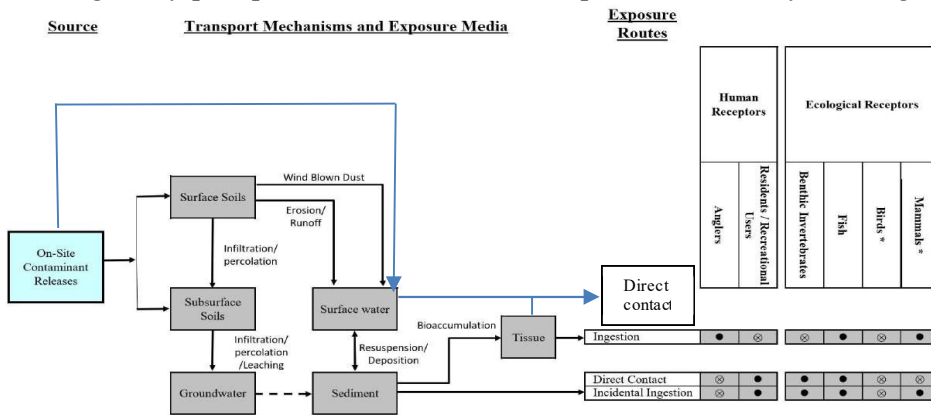 Source
Transport Mechanisms and Exposure Media
Exposure
Routes
Human
Receptors
Ecological Receptors
Anglers
Residents / Recreational
Users
Benthic Invertebrates
Fish
Birds *
Mammals *
Wind Blown Dust
Surface Soils
Erosion/
Runoff
On-Site
Contaminant
Releases
Infiltration/
percolation
Direct
contact
Subsurface
Soils
Surface water
Bioaccumulation
Tissue
Ingestion ● ⊗ ⊗ ● ⊗ ●
Infiltration/
percolation
/Leaching
Resuspension/
Deposition
Groundwater
Sediment
Direct Contact ⊗ ● ● ● ⊗ ⊗
Incidental Ingestion ⊗ ● ● ● ⊗ ●